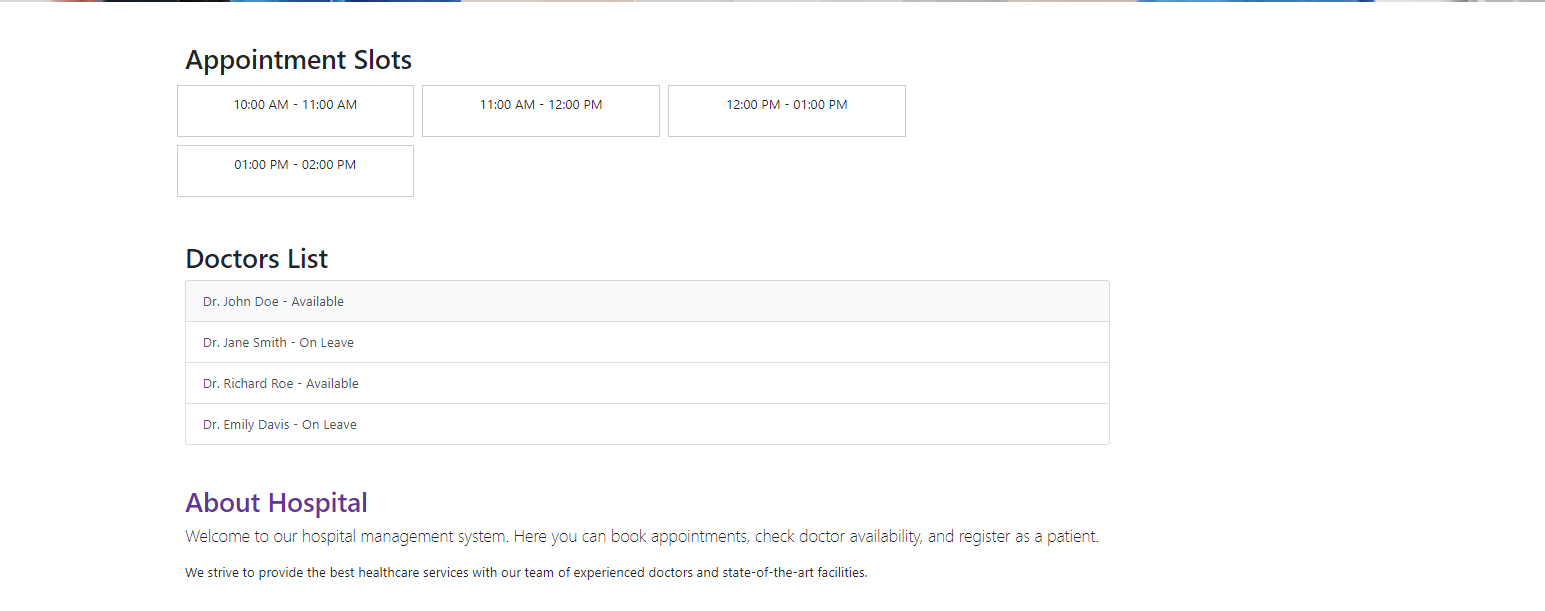 Appointment Slots
10:00 AM - 11:00 AM
11:00 AM - 12:00 PM
12:00 PM - 01:00 PM
01:00 PM - 02:00 PM
Doctors List
Dr. John Doe - Available
Dr. Jane Smith - On Leave
Dr. Richard Roe - Available
Dr. Emily Davis - On Leave
About Hospital
Welcome to our hospital management system. Here you can book appointments, check doctor availability, and register as a patient.
We strive to provide the best healthcare services with our team of experienced doctors and state-of-the-art facilities.